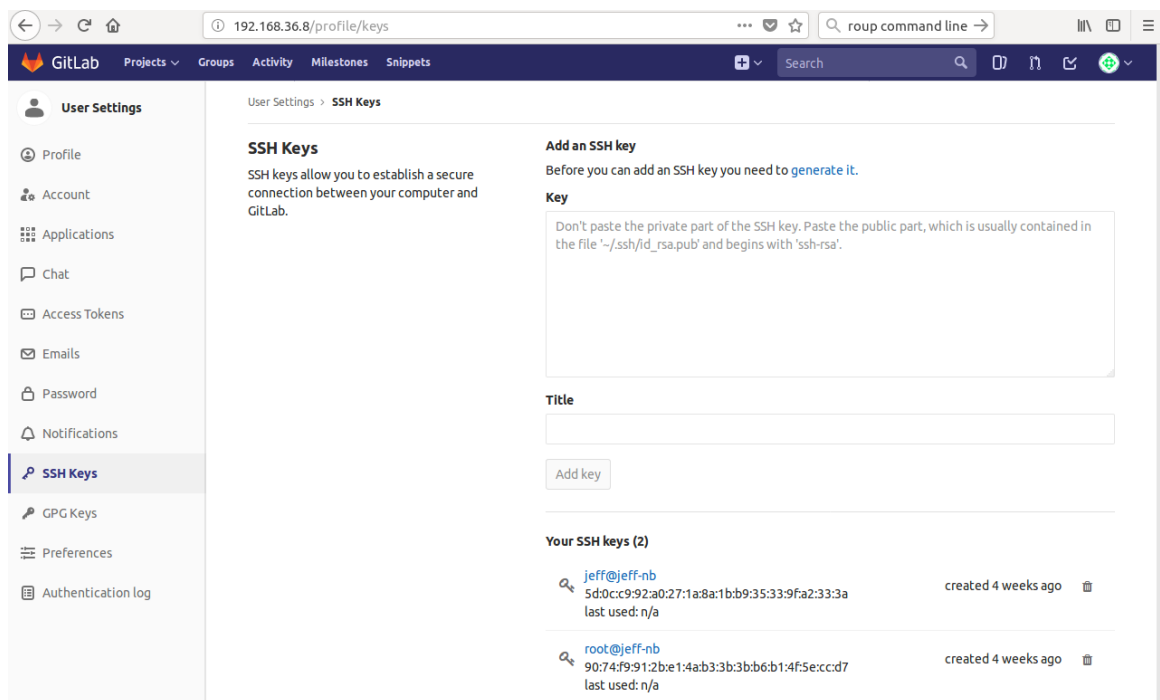 192.168.36.8/profile/keys
roup command line
GitLab Projects Groups Activity Milestones Snippets Search
User Settings
Profile
Account
Applications
Chat
Access Tokens
Emails
Password
Notifications
SSH Keys
GPG Keys
Preferences
Authentication log
User Settings › SSH Keys
SSH Keys
SSH keys allow you to establish a secure
connection between your computer and
GitLab.
Add an SSH key
Before you can add an SSH key you need to generate it.
Key
Don't paste the private part of the SSH key. Paste the public part, which is usually contained in
the file '~/.ssh/id_rsa.pub' and begins with 'ssh-rsa'.
Title
Add key
Your SSH keys (2)
jeff@jeff-nb
5d:0c:c9:92:a0:27:1a:8a:1b:b9:35:33:9f:a2:33:3a
last used: n/a
created 4 weeks ago
root@jeff-nb
90:74:f9:91:2b:e1:4a:b3:3b:3b:b6:b1:4f:5e:cc:d7
last used: n/a
created 4 weeks ago